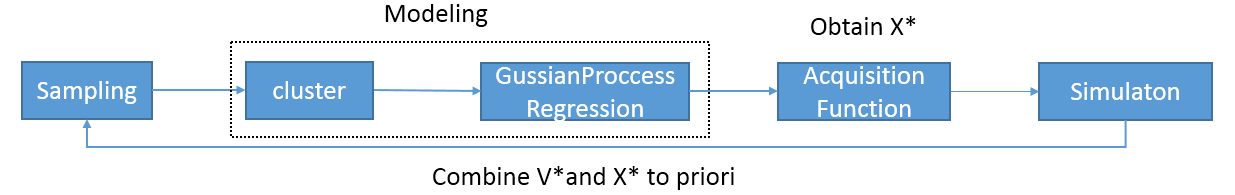 Modeling
Obtain X*
Sampling
cluster
GussianProccess
Regression
Acquisition
Function
Simulaton
Combine V*and X* to priori